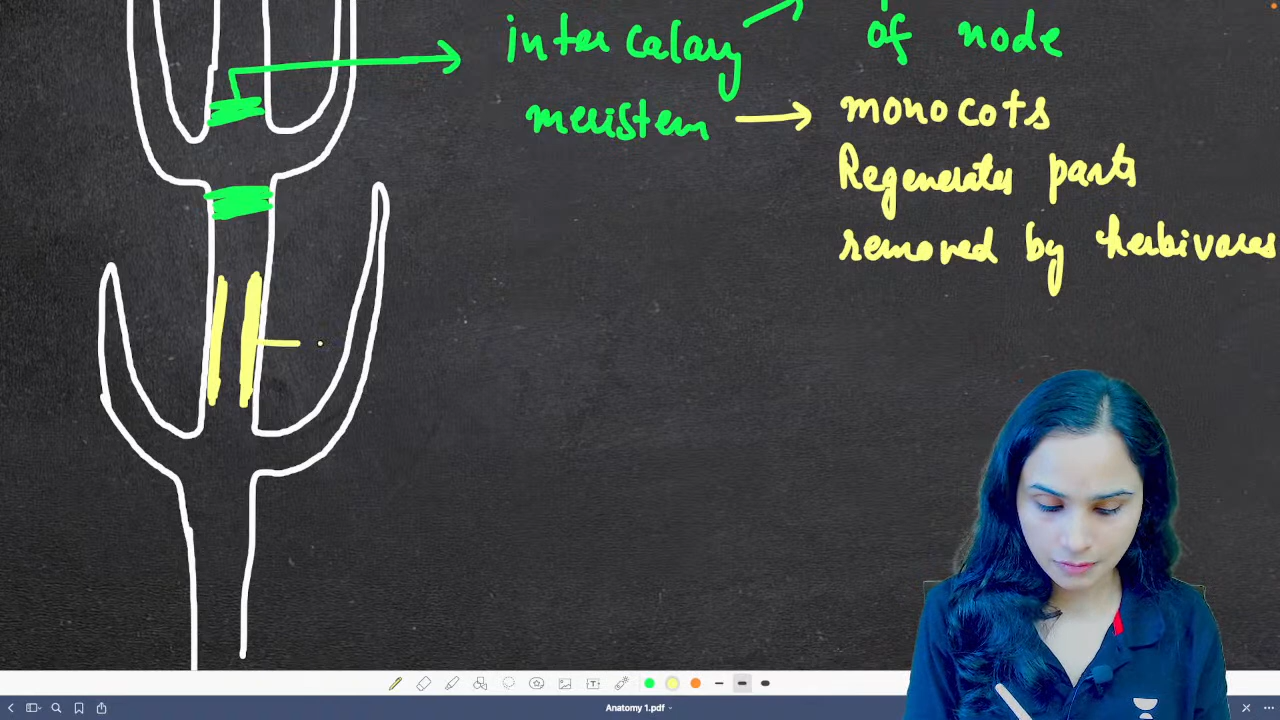 inter calary
of node
meristem
monocots
Regenerates parts
removed by herbivores
Anatomy 1.pdf